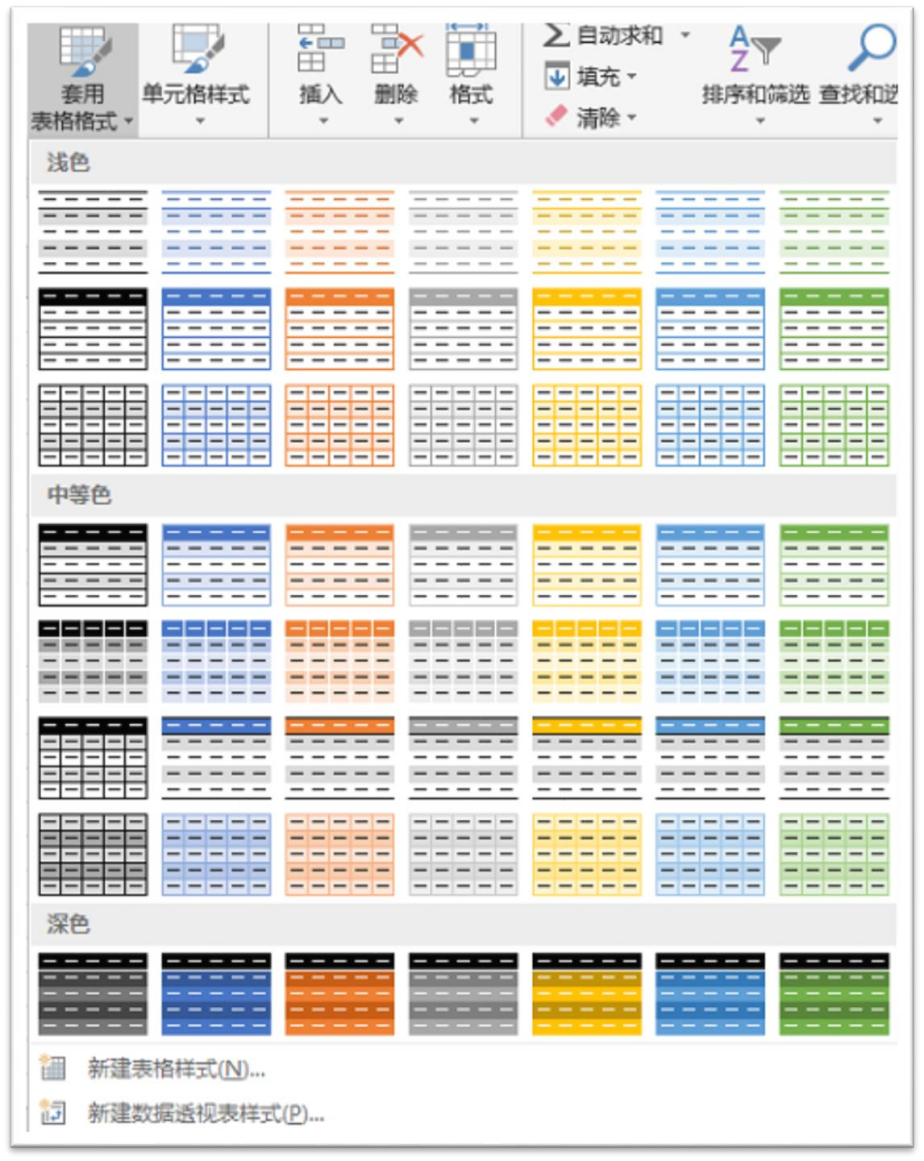 自动求和
填充
清除
套用
表格格式
单元格样式
插入
删除
格式
排序和筛选
查找和
浅色
中等色
深色
新建表格样式(N)...
新建数据透视表样式(P)...